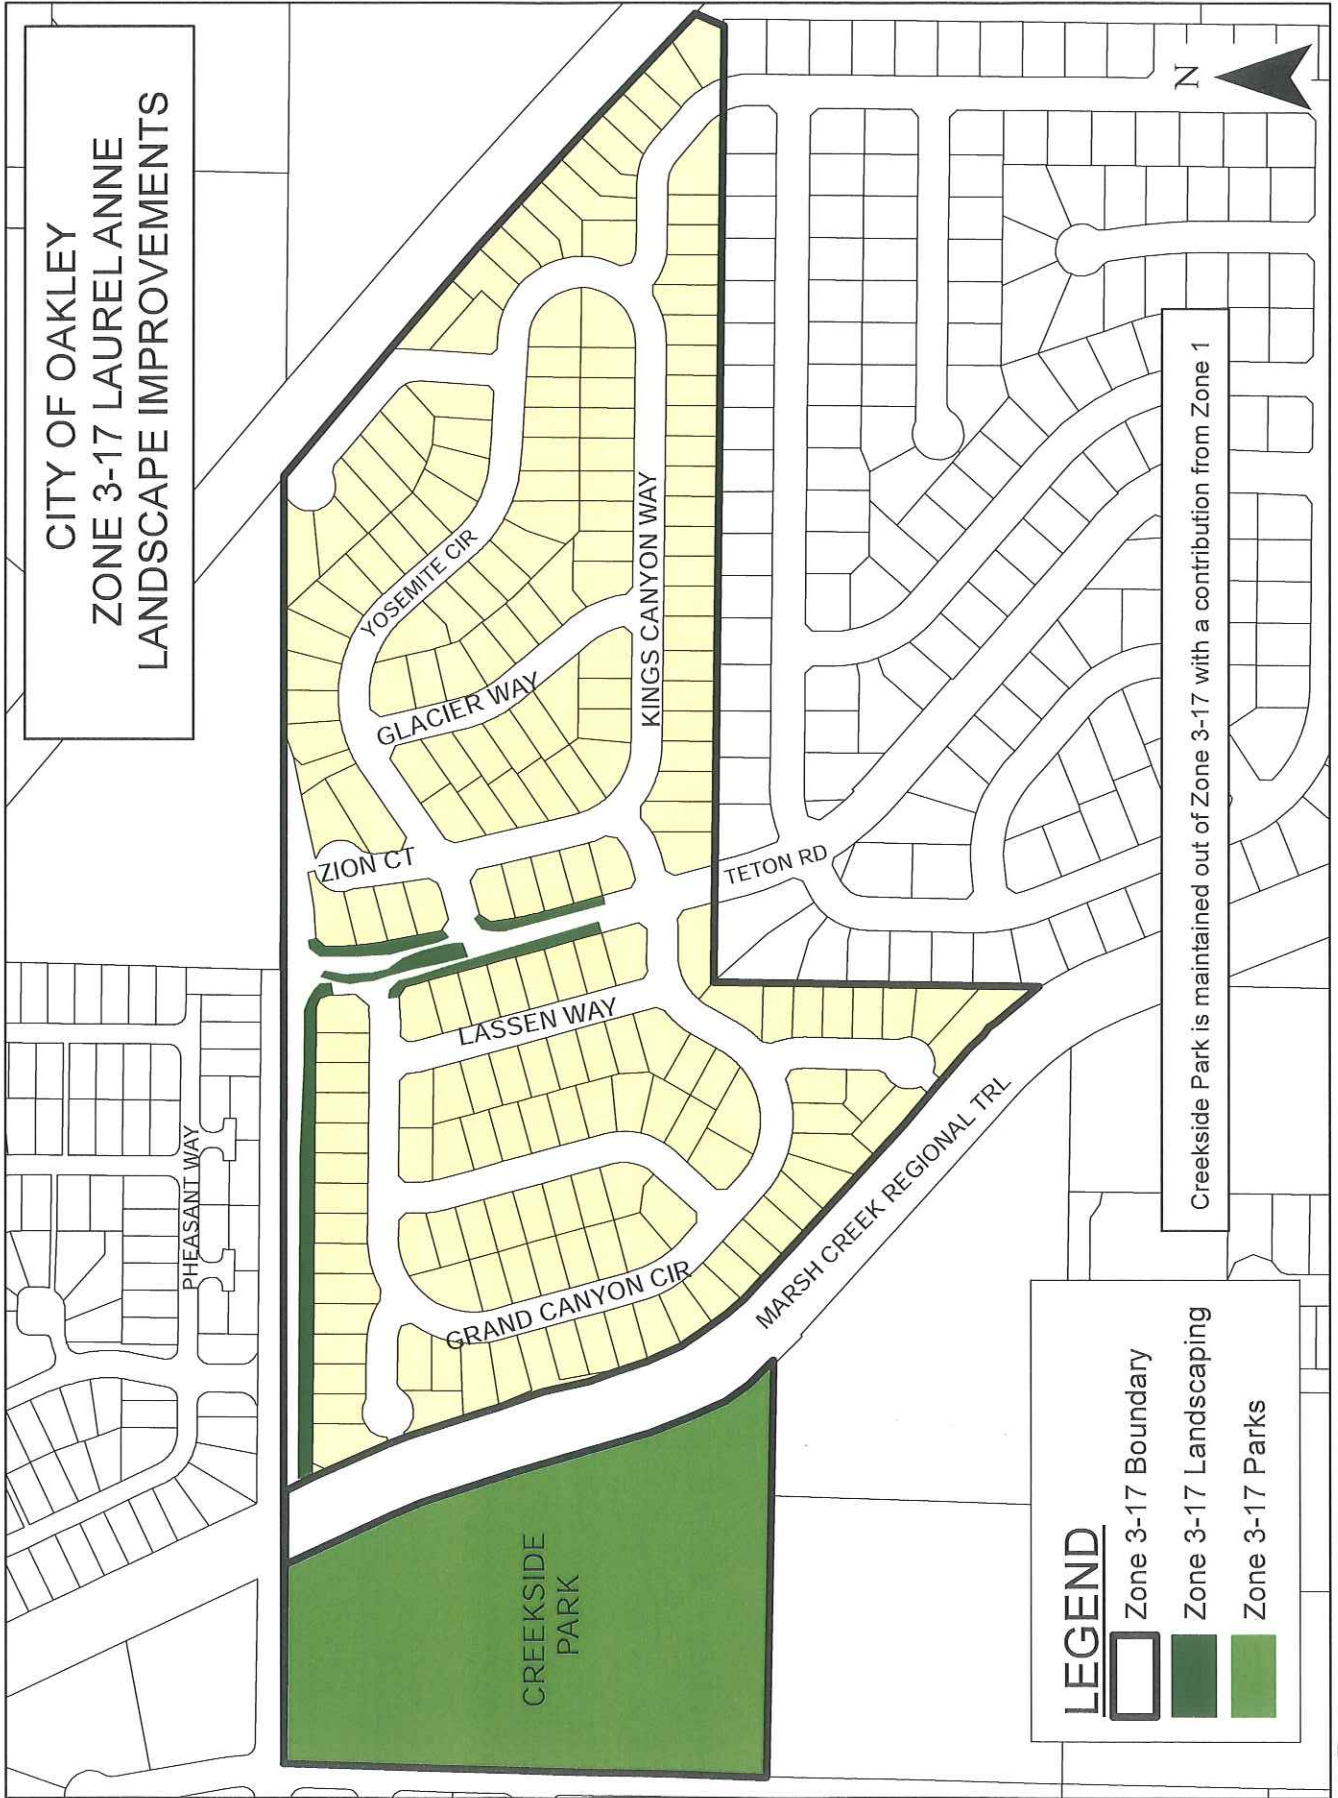 CITY OF OAKLEY
ZONE 3-17 LAUREL ANNE
LANDSCAPE IMPROVEMENTS
N
YOSEMITE CIR
GLACIER WAY
KINGS CANYON WAY
ZION CT
TETON RD
LASSEN WAY
PHEASANT WAY
GRAND CANYON CIR
MARSH CREEK REGIONAL TRL
CREEKSIDE
PARK
Creekside Park is maintained out of Zone 3-17 with a contribution from Zone 1
LEGEND
Zone 3-17 Boundary
Zone 3-17 Landscaping
Zone 3-17 Parks